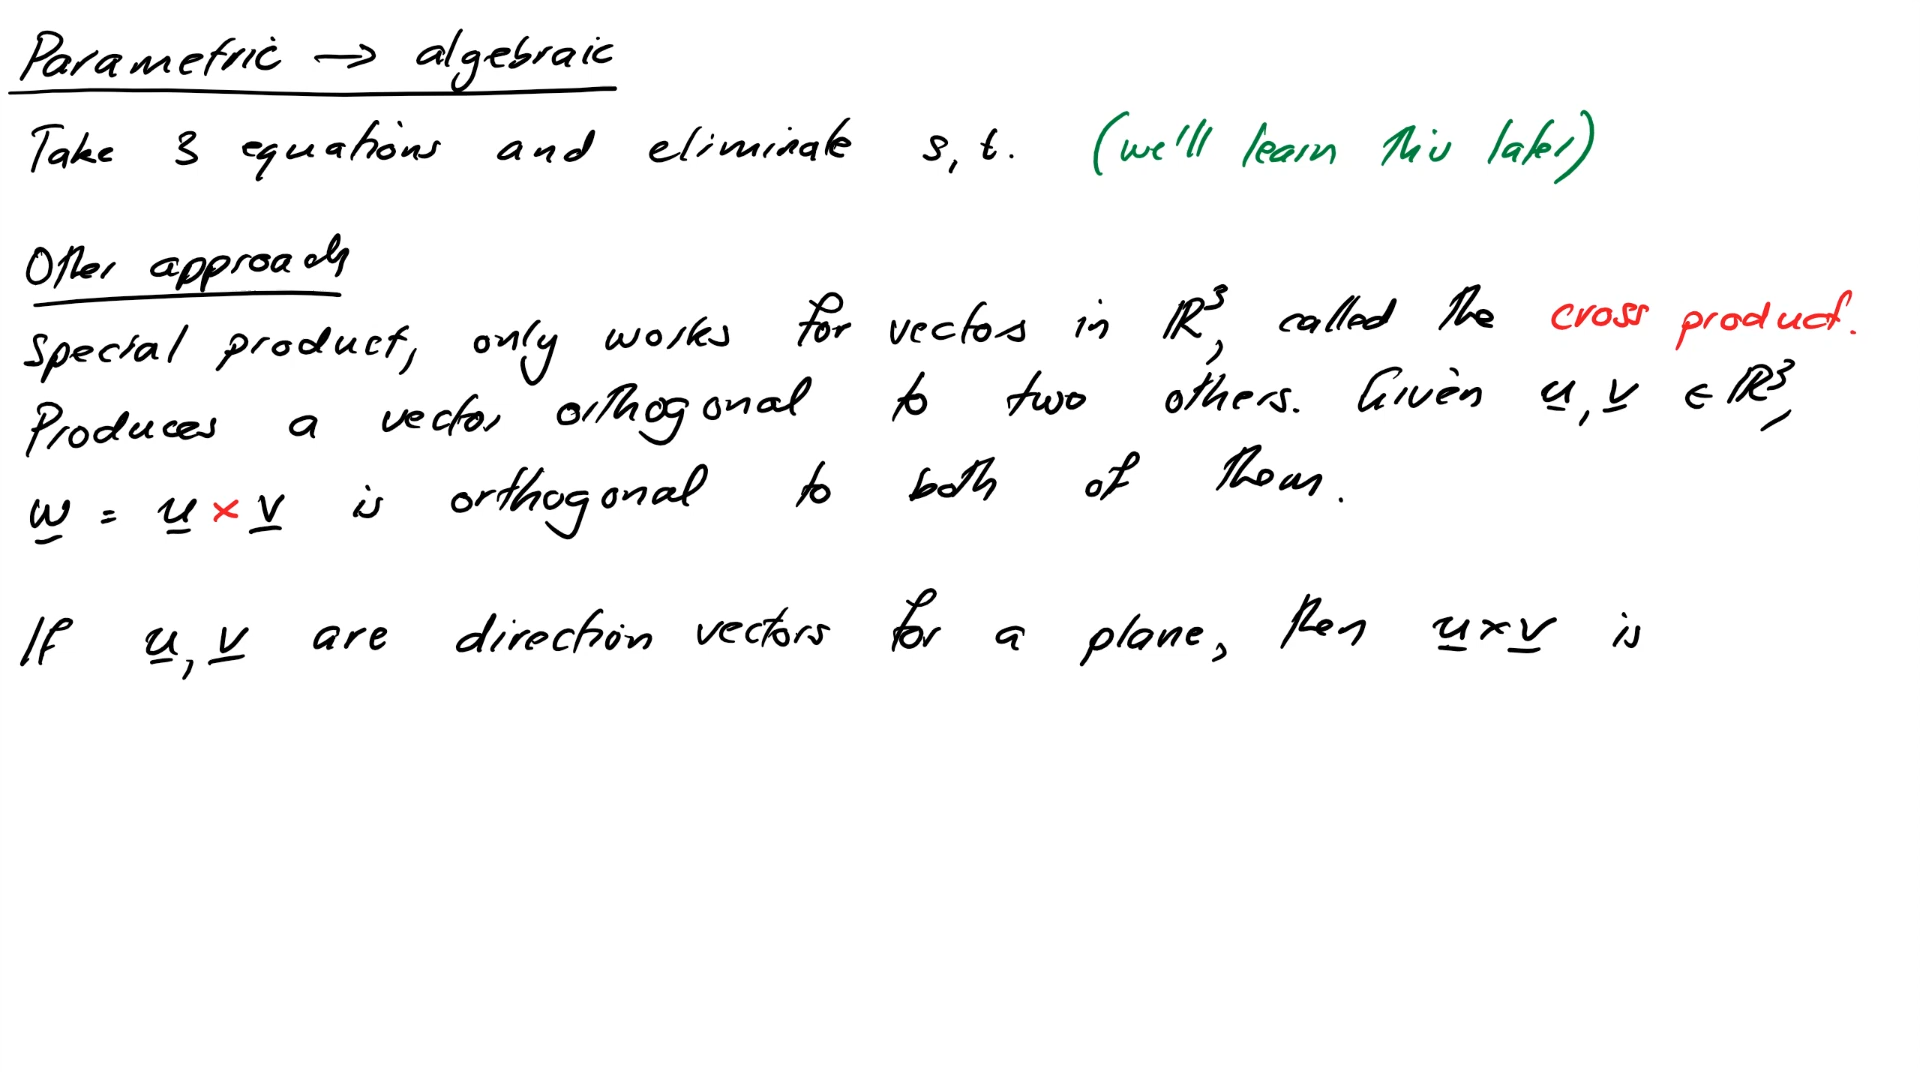 Parametric → algebraic
Take 3 equations and eliminate s, t. (we'll learn this later)
Other approach
Special product, only works for vectors in ℝ³, called the cross product.
Produces a vector orthogonal to two others. Given u, v ∈ ℝ³,
w = u × v is orthogonal to both of them.
If u, v are direction vectors for a plane, then u×v is